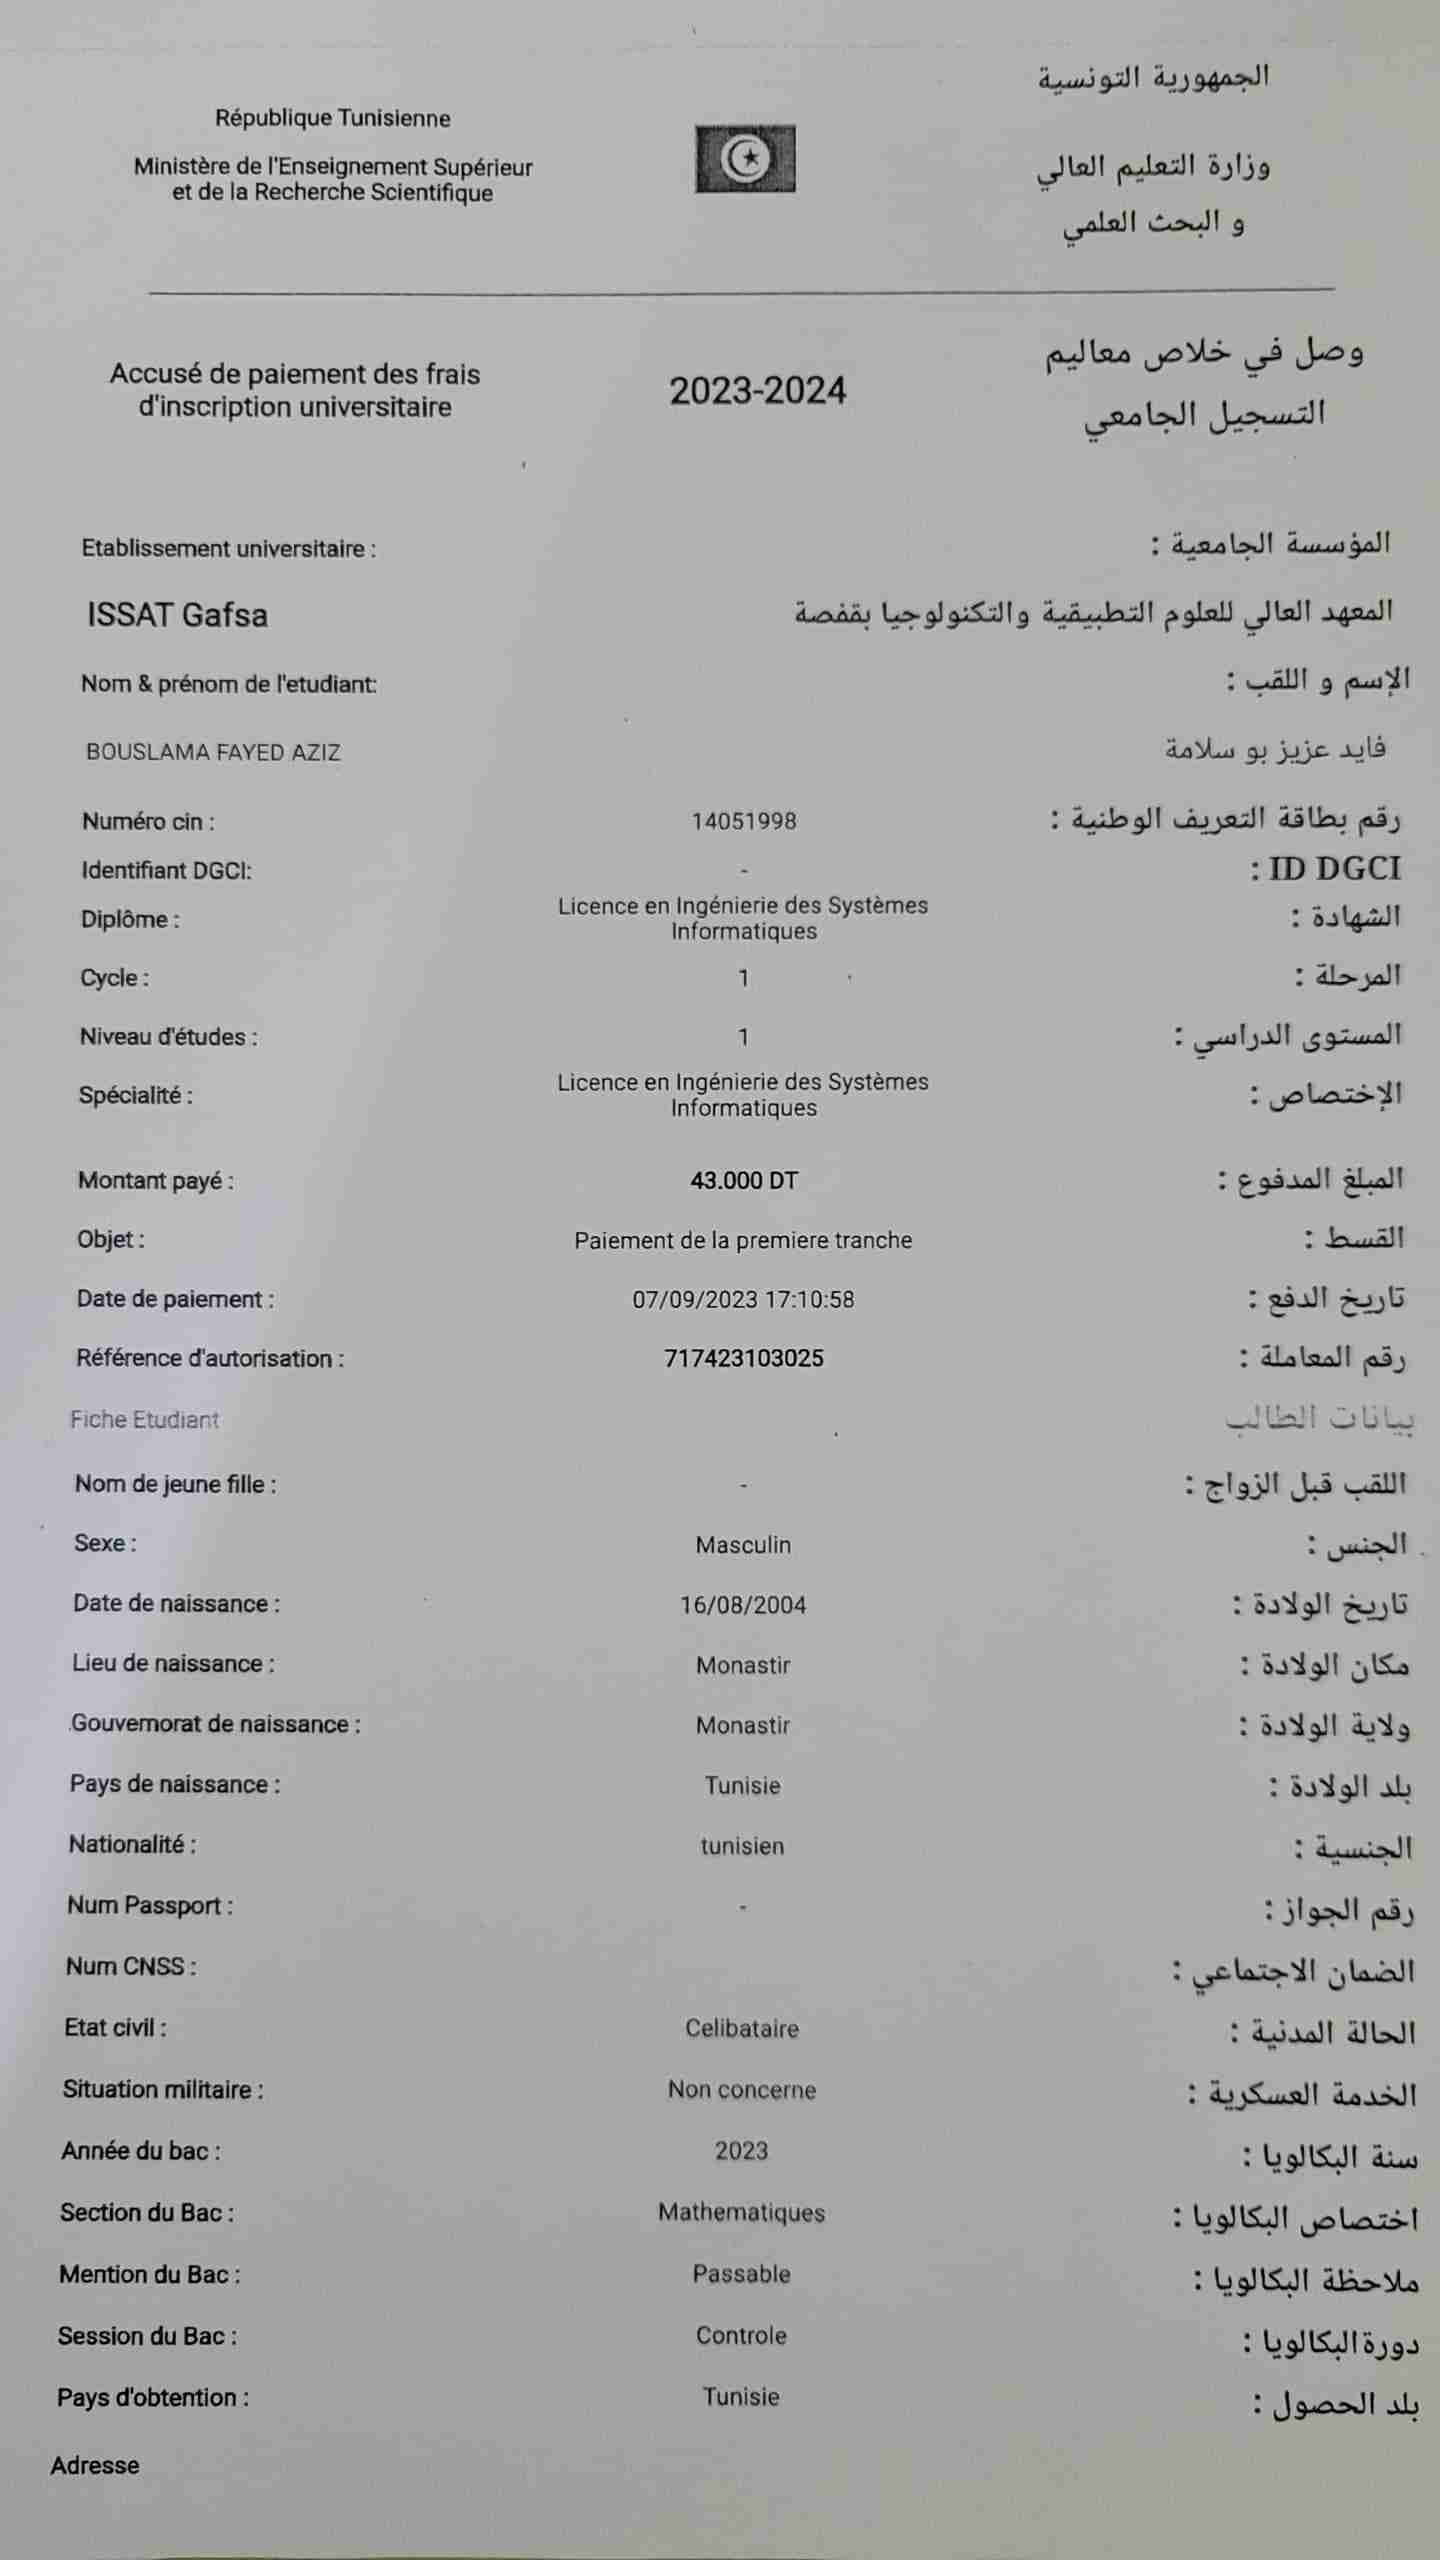 الجمهورية التونسية
République Tunisienne
Ministère de l'Enseignement Supérieur
et de la Recherche Scientifique
وزارة التعليم العالي
و البحث العلمي
Accusé de paiement des frais
d'inscription universitaire
2023-2024
وصل في خلاص معاليم
التسجيل الجامعي
Etablissement universitaire : المؤسسة الجامعية :
ISSAT Gafsa المعهد العالي للعلوم التطبيقية والتكنولوجيا بقفصة
Nom & prénom de l'etudiant: الإسم و اللقب :
BOUSLAMA FAYED AZIZ فايد عزيز بو سلامة
Numéro cin : 14051998 رقم بطاقة التعريف الوطنية :
Identifiant DGCI: - ID DGCI :
Diplôme : Licence en Ingénierie des Systèmes
Informatiques الشهادة :
Cycle : 1 المرحلة :
Niveau d'études : 1 المستوى الدراسي :
Spécialité : Licence en Ingénierie des Systèmes
Informatiques الإختصاص :
Montant payé : 43.000 DT المبلغ المدفوع :
Objet : Paiement de la premiere tranche القسط :
Date de paiement : 07/09/2023 17:10:58 تاريخ الدفع :
Référence d'autorisation : 717423103025 رقم المعاملة :
Fiche Etudiant بيانات الطالب
Nom de jeune fille : - اللقب قبل الزواج :
Sexe : Masculin الجنس :
Date de naissance : 16/08/2004 تاريخ الولادة :
Lieu de naissance : Monastir مكان الولادة :
Gouvernorat de naissance : Monastir ولاية الولادة :
Pays de naissance : Tunisie بلد الولادة :
Nationalité : tunisien الجنسية :
Num Passport : - رقم الجواز :
Num CNSS : الضمان الاجتماعي :
Etat civil : Celibataire الحالة المدنية :
Situation militaire : Non concerne الخدمة العسكرية :
Année du bac : 2023 سنة البكالويا :
Section du Bac : Mathematiques اختصاص البكالويا :
Mention du Bac : Passable ملاحظة البكالويا :
Session du Bac : Controle دورة البكالويا :
Pays d'obtention : Tunisie بلد الحصول :
Adresse